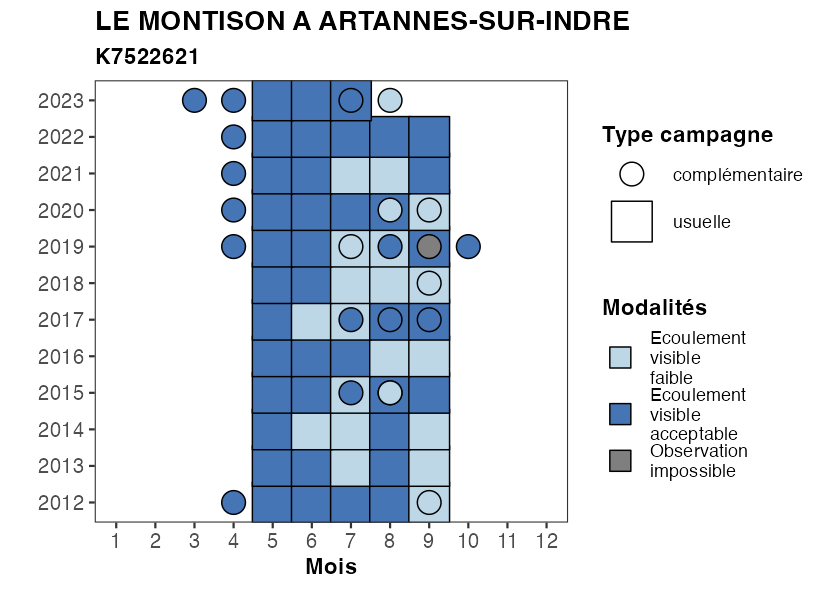 LE MONTISON A ARTANNES-SUR-INDRE
K7522621
2023
2022
2021
2020
2019
2018
2017
2016
2015
2014
2013
2012
1 2 3 4 5 6 7 8 9 10 11 12
Mois
Type campagne
complémentaire
usuelle
Modalités
Ecoulement
visible
faible
Ecoulement
visible
acceptable
Observation
impossible